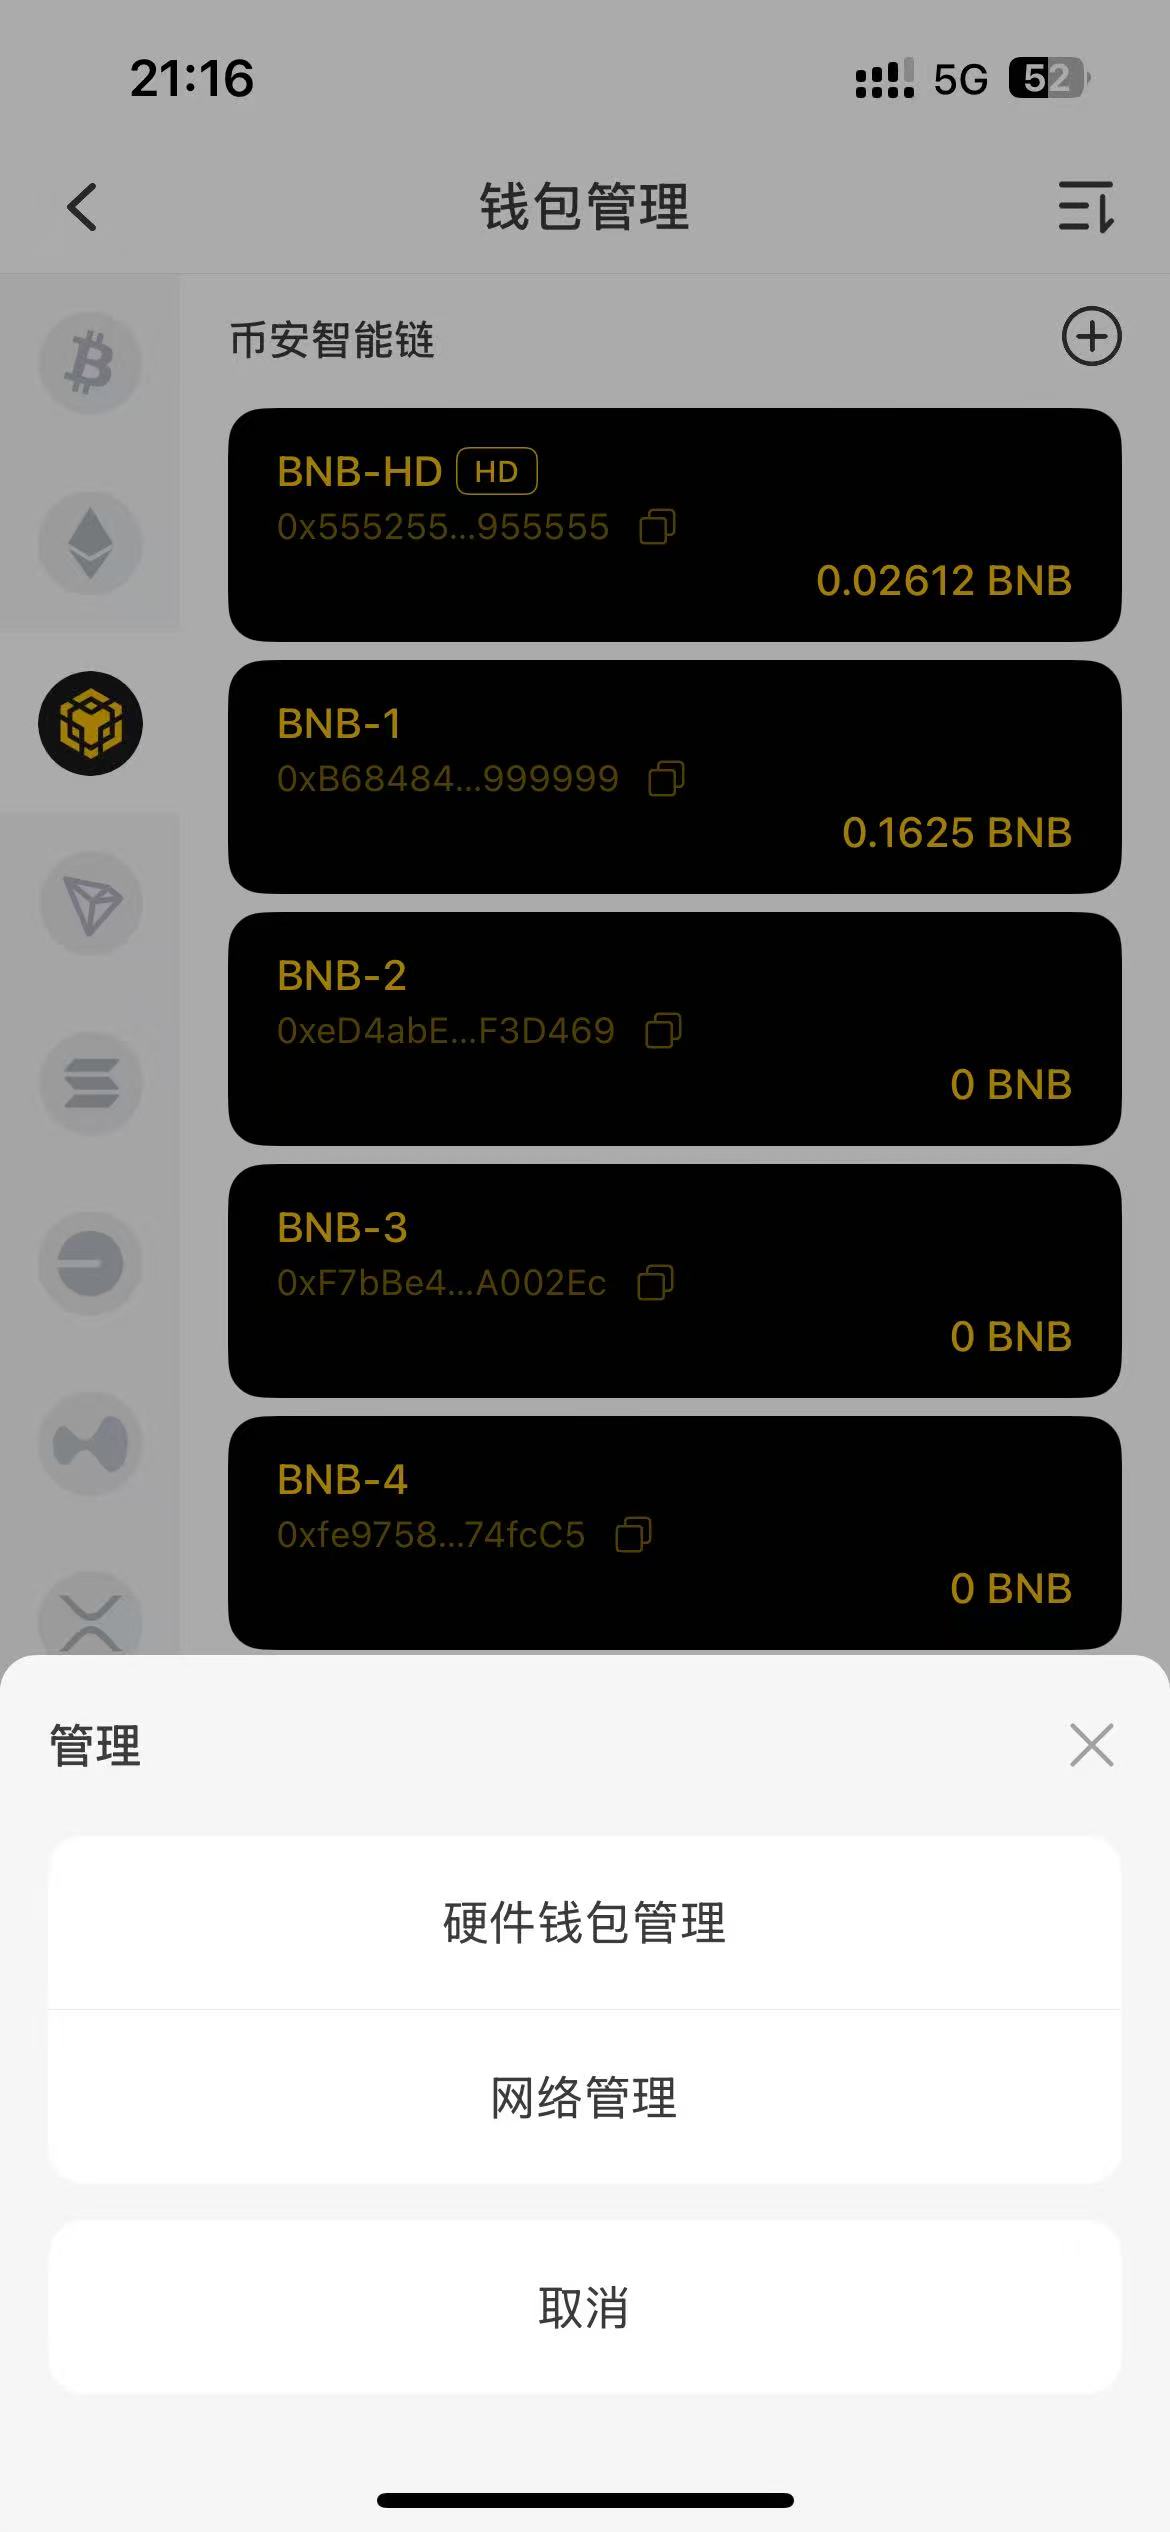 21:16
5G 52
钱包管理
币安智能链
BNB-HD HD
0x555255...955555
0.02612 BNB
BNB-1
0xB68484...999999
0.1625 BNB
BNB-2
0xeD4abE...F3D469
0 BNB
BNB-3
0xF7bBe4...A002Ec
0 BNB
BNB-4
0xfe9758...74fcC5
0 BNB
管理
硬件钱包管理
网络管理
取消